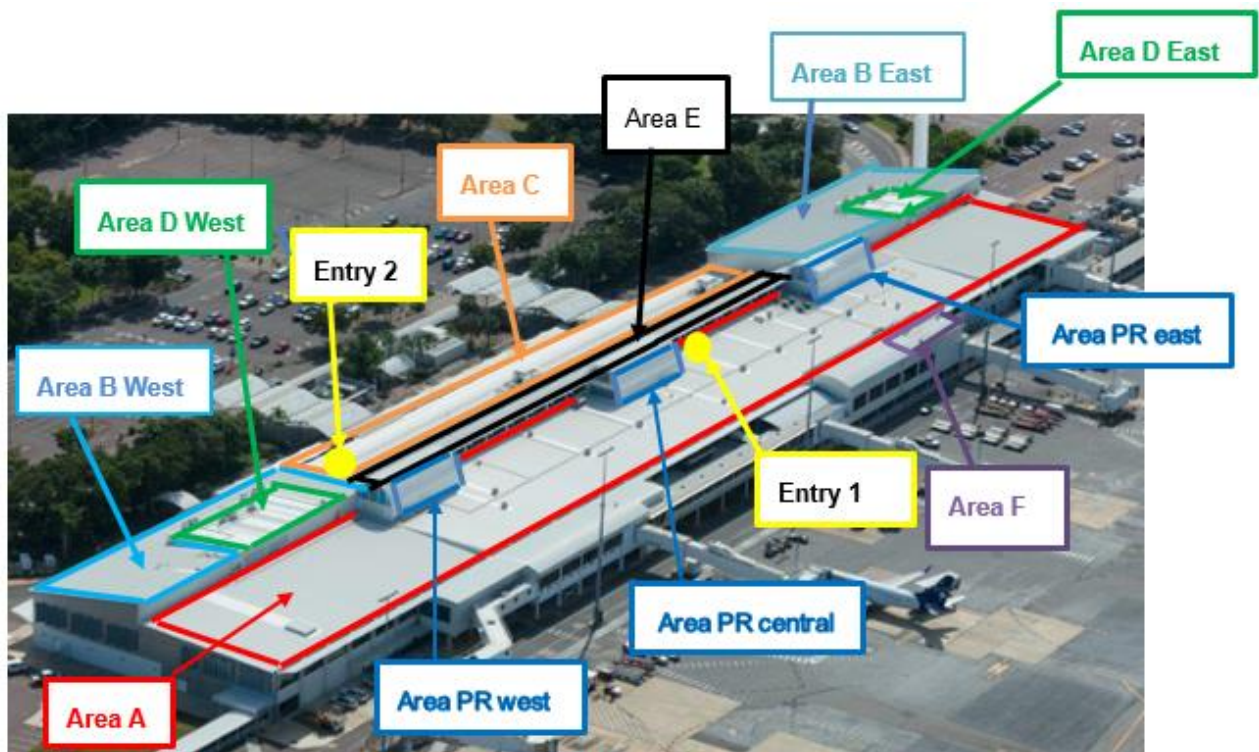 Area D East
Area B East
Area E
Area C
Area D West
Entry 2
Area PR east
Area B West
Entry 1
Area F
Area PR central
Area PR west
Area A